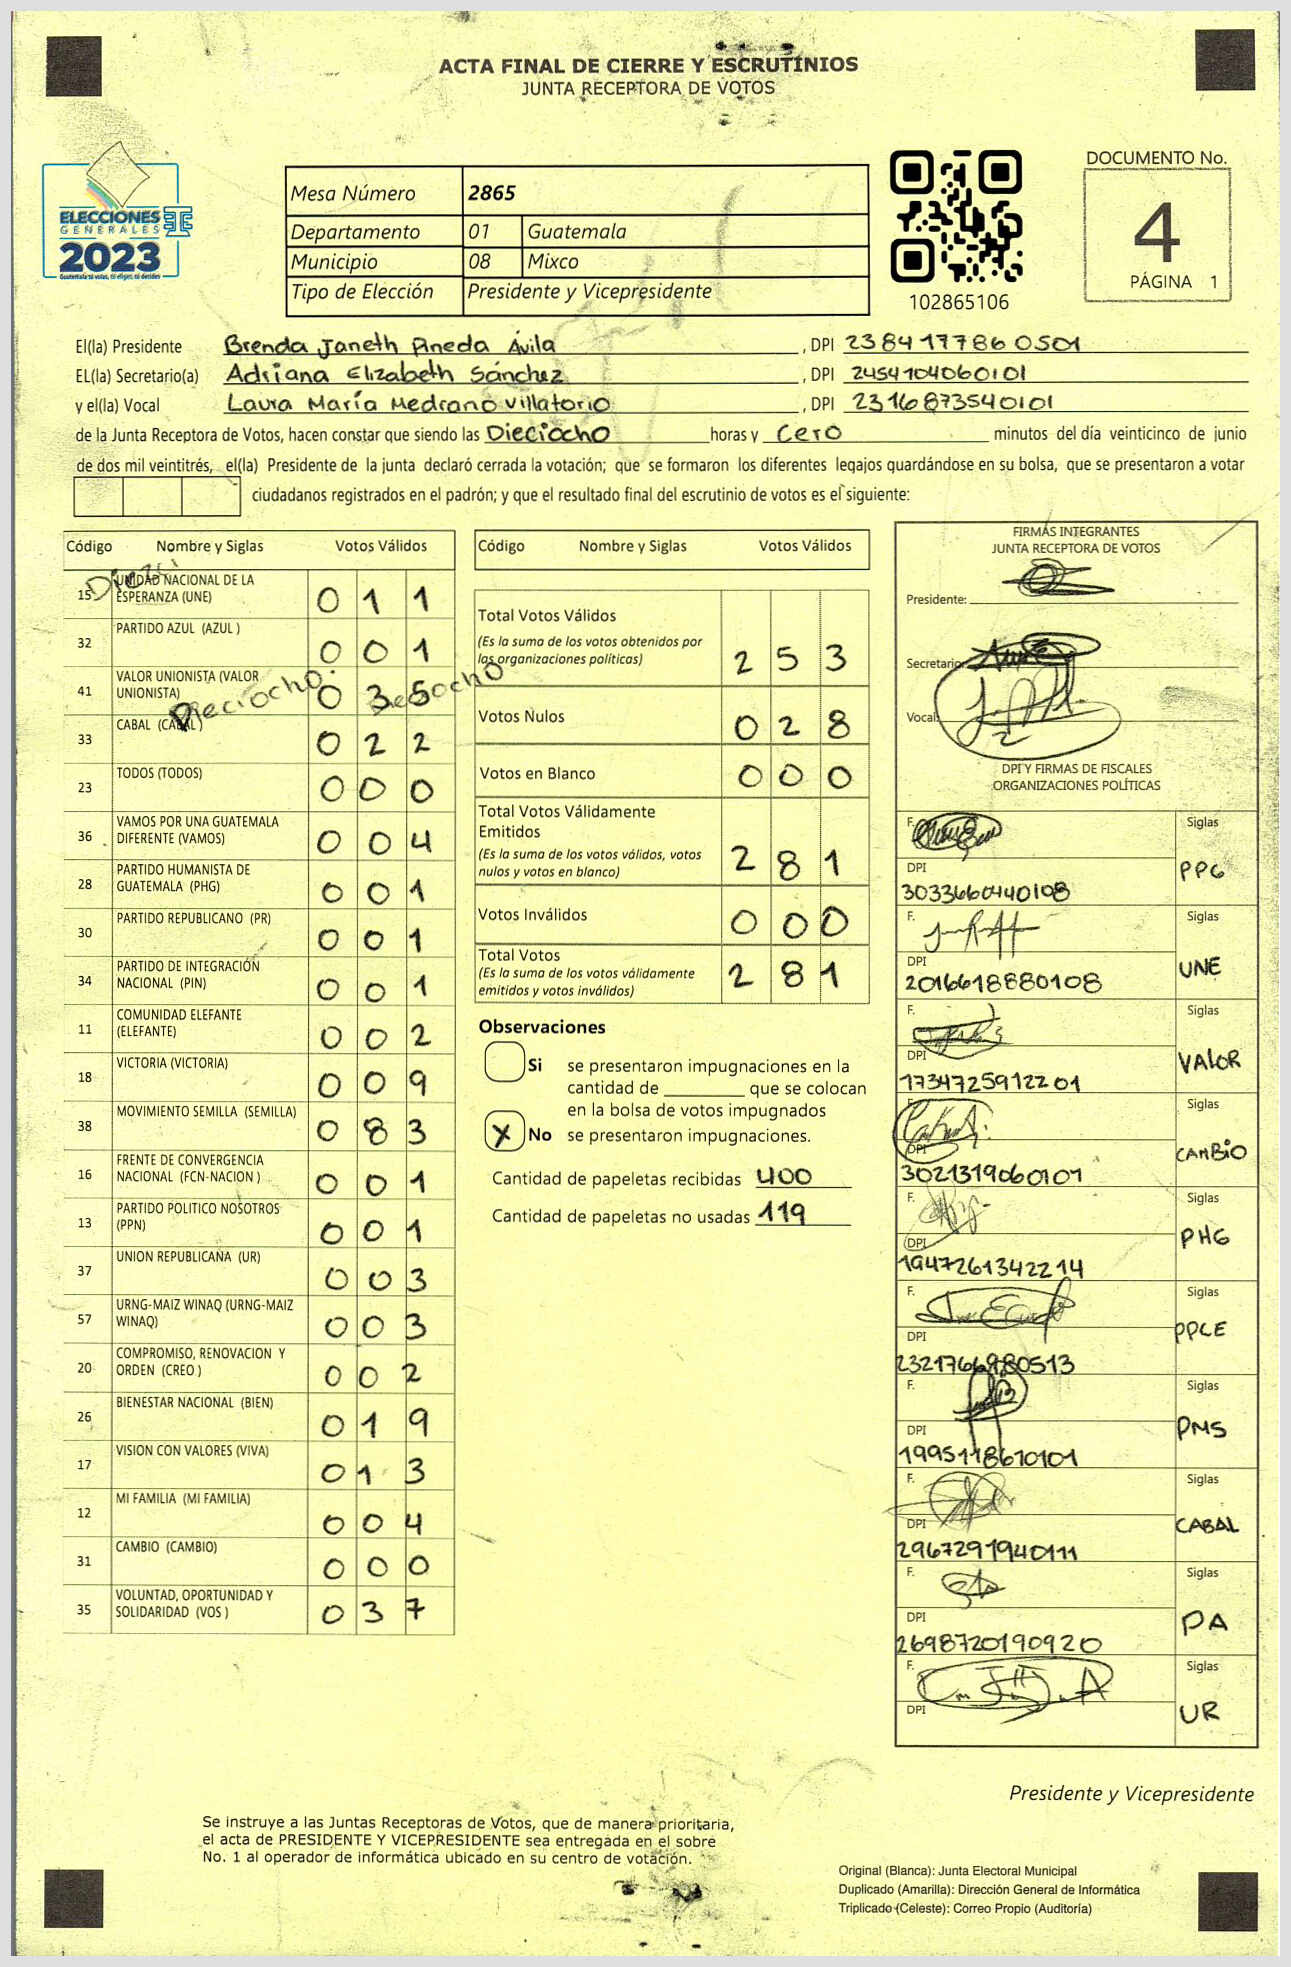 ACTA FINAL DE CIERRE Y ESCRUTINIOS
JUNTA RECEPTORA DE VOTOS
ELECCIONES
GENERALES
2023
Guatemala tú votas, tú eliges, tú decides
Mesa Número 2865
Departamento 01 Guatemala
Municipio 08 Mixco
Tipo de Elección Presidente y Vicepresidente
102865106
DOCUMENTO No.
4
PÁGINA 1
El(la) Presidente Brenda Janeth Pineda Ávila, DPI 2384177860501
EL(la) Secretario(a) Adriana Elizabeth Sánchez, DPI 2454104060101
y el(la) Vocal Laura María Medrano Villatorio, DPI 2316873540101
de la Junta Receptora de Votos, hacen constar que siendo las Dieciocho horas y cero minutos del día veinticinco de junio
de dos mil veintitrés, el(la) Presidente de la junta declaró cerrada la votación; que se formaron los diferentes legajos guardándose en su bolsa, que se presentaron a votar
ciudadanos registrados en el padrón; y que el resultado final del escrutinio de votos es el siguiente:
Código Nombre y Siglas Votos Válidos
15 UNIDAD NACIONAL DE LA ESPERANZA (UNE) 0 1 1
32 PARTIDO AZUL (AZUL ) 0 0 1
41 VALOR UNIONISTA (VALOR UNIONISTA) 0 3 5
Dieciocho
33 CABAL (CABAL ) 0 2 2
23 TODOS (TODOS) 0 0 0
36 VAMOS POR UNA GUATEMALA DIFERENTE (VAMOS) 0 0 4
28 PARTIDO HUMANISTA DE GUATEMALA (PHG) 0 0 1
30 PARTIDO REPUBLICANO (PR) 0 0 1
34 PARTIDO DE INTEGRACIÓN NACIONAL (PIN) 0 0 1
11 COMUNIDAD ELEFANTE (ELEFANTE) 0 0 2
18 VICTORIA (VICTORIA) 0 0 9
38 MOVIMIENTO SEMILLA (SEMILLA) 0 8 3
16 FRENTE DE CONVERGENCIA NACIONAL (FCN-NACION ) 0 0 1
13 PARTIDO POLITICO NOSOTROS (PPN) 0 0 1
37 UNION REPUBLICANA (UR) 0 0 3
57 URNG-MAIZ WINAQ (URNG-MAIZ WINAQ) 0 0 3
20 COMPROMISO, RENOVACION Y ORDEN (CREO ) 0 0 2
26 BIENESTAR NACIONAL (BIEN) 0 1 9
17 VISION CON VALORES (VIVA) 0 1 3
12 MI FAMILIA (MI FAMILIA) 0 0 4
31 CAMBIO (CAMBIO) 0 0 0
35 VOLUNTAD, OPORTUNIDAD Y SOLIDARIDAD (VOS ) 0 3 7
Código Nombre y Siglas Votos Válidos
Total Votos Válidos
(Es la suma de los votos obtenidos por
las organizaciones políticas) 2 5 3
Votos Nulos 0 2 8
Votos en Blanco 0 0 0
Total Votos Válidamente
Emitidos
(Es la suma de los votos válidos, votos
nulos y votos en blanco) 2 8 1
Votos Inválidos 0 0 0
Total Votos
(Es la suma de los votos válidamente
emitidos y votos inválidos) 2 8 1
Observaciones
Si se presentaron impugnaciones en la
cantidad de ________ que se colocan
en la bolsa de votos impugnados
X No se presentaron impugnaciones.
Cantidad de papeletas recibidas 400
Cantidad de papeletas no usadas 119
FIRMAS INTEGRANTES
JUNTA RECEPTORA DE VOTOS
Presidente:
Secretario:
Vocal:
DPI Y FIRMAS DE FISCALES
ORGANIZACIONES POLÍTICAS
F. Siglas
DPI PPG
3033660440108
F. Siglas
DPI UNE
2016618880108
F. Siglas
DPI VALOR
1734725912201
F. Siglas
DPI CAMBIO
3021319060101
F. Siglas
DPI PHG
1947261342214
F. Siglas
DPI PPCE
2321766980513
F. Siglas
DPI PMS
1995118610101
F. Siglas
DPI CABAL
2967291940111
F. Siglas
DPI PA
2698720190920
F. Siglas
DPI UR
Presidente y Vicepresidente
Se instruye a las Juntas Receptoras de Votos, que de manera prioritaria,
el acta de PRESIDENTE Y VICEPRESIDENTE sea entregada en el sobre
No. 1 al operador de informática ubicado en su centro de votación.
Original (Blanca): Junta Electoral Municipal
Duplicado (Amarilla): Dirección General de Informática
Triplicado (Celeste): Correo Propio (Auditoría)